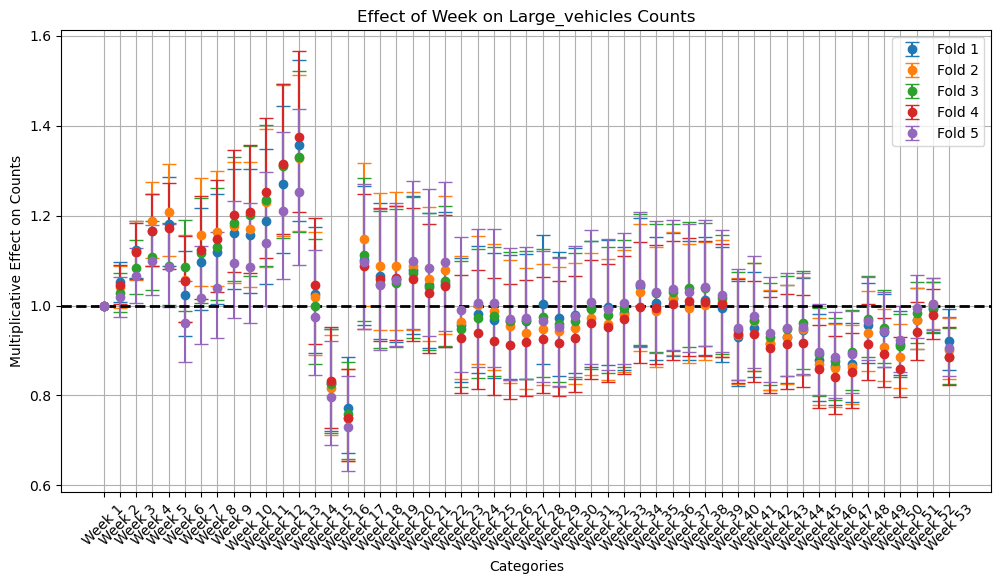 Effect of Week on Large_vehicles Counts
1.6
1.4
1.2
1.0
0.8
0.6
Multiplicative Effect on Counts
Fold 1
Fold 2
Fold 3
Fold 4
Fold 5
Week 1
Week 2
Week 3
Week 4
Week 5
Week 6
Week 7
Week 8
Week 9
Week 10
Week 11
Week 12
Week 13
Week 14
Week 15
Week 16
Week 17
Week 18
Week 19
Week 20
Week 21
Week 22
Week 23
Week 24
Week 25
Week 26
Week 27
Week 28
Week 29
Week 30
Week 31
Week 32
Week 33
Week 34
Week 35
Week 36
Week 37
Week 38
Week 39
Week 40
Week 41
Week 42
Week 43
Week 44
Week 45
Week 46
Week 47
Week 48
Week 49
Week 50
Week 51
Week 52
Week 53
Categories